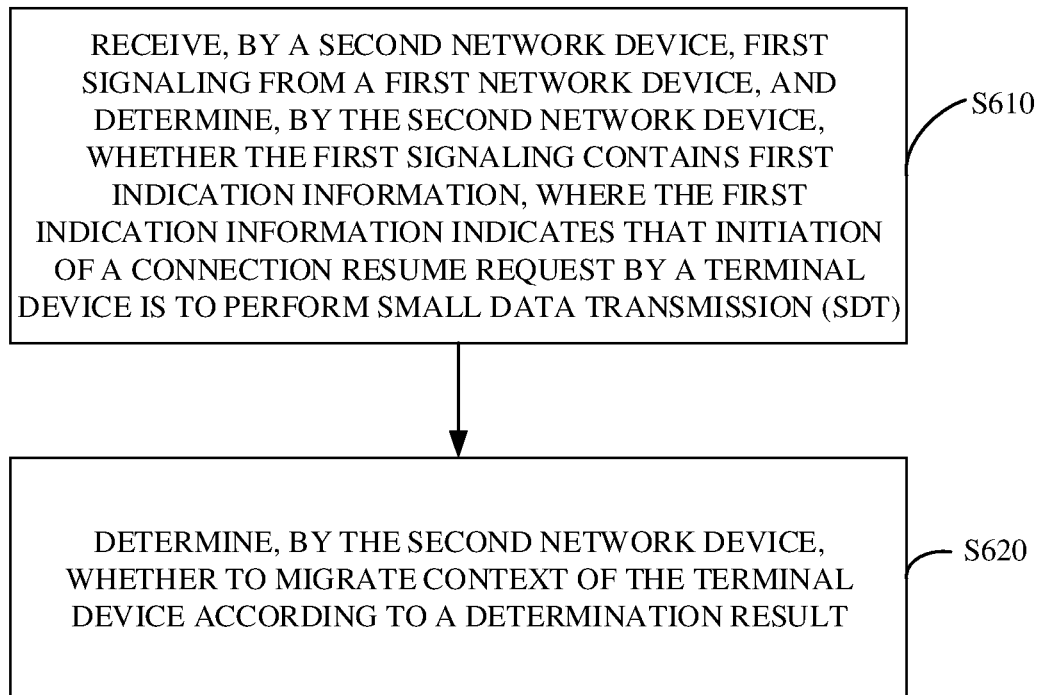 RECEIVE, BY A SECOND NETWORK DEVICE, FIRST
SIGNALING FROM A FIRST NETWORK DEVICE, AND
DETERMINE, BY THE SECOND NETWORK DEVICE,
WHETHER THE FIRST SIGNALING CONTAINS FIRST
INDICATION INFORMATION, WHERE THE FIRST
INDICATION INFORMATION INDICATES THAT INITIATION
OF A CONNECTION RESUME REQUEST BY A TERMINAL
DEVICE IS TO PERFORM SMALL DATA TRANSMISSION (SDT)
S610
DETERMINE, BY THE SECOND NETWORK DEVICE,
WHETHER TO MIGRATE CONTEXT OF THE TERMINAL
DEVICE ACCORDING TO A DETERMINATION RESULT
S620